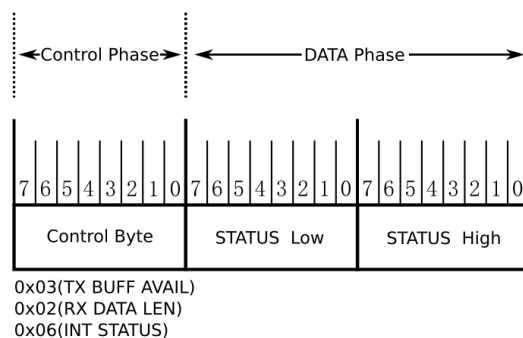 Control Phase DATA Phase
7 6 5 4 3 2 1 0 7 6 5 4 3 2 1 0 7 6 5 4 3 2 1 0
Control Byte STATUS Low STATUS High
0x03(TX BUFF AVAIL)
0x02(RX DATA LEN)
0x06(INT STATUS)